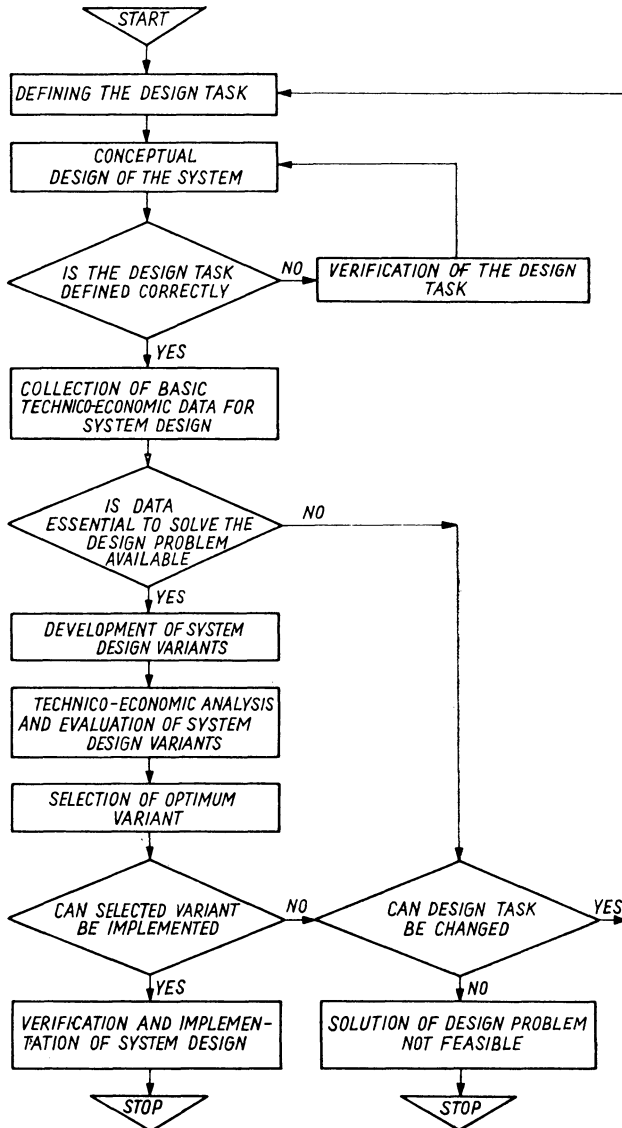 START
DEFINING THE DESIGN TASK
CONCEPTUAL
DESIGN OF THE SYSTEM
IS THE DESIGN TASK
DEFINED CORRECTLY
NO
VERIFICATION OF THE DESIGN
TASK
YES
COLLECTION OF BASIC
TECHNICO-ECONOMIC DATA FOR
SYSTEM DESIGN
IS DATA
ESSENTIAL TO SOLVE THE
DESIGN PROBLEM
AVAILABLE
NO
YES
DEVELOPMENT OF SYSTEM
DESIGN VARIANTS
TECHNICO-ECONOMIC ANALYSIS
AND EVALUATION OF SYSTEM
DESIGN VARIANTS
SELECTION OF OPTIMUM
VARIANT
CAN SELECTED VARIANT
BE IMPLEMENTED
NO
CAN DESIGN TASK
BE CHANGED
YES
YES
NO
VERIFICATION AND IMPLEMEN-
TATION OF SYSTEM DESIGN
SOLUTION OF DESIGN PROBLEM
NOT FEASIBLE
STOP
STOP